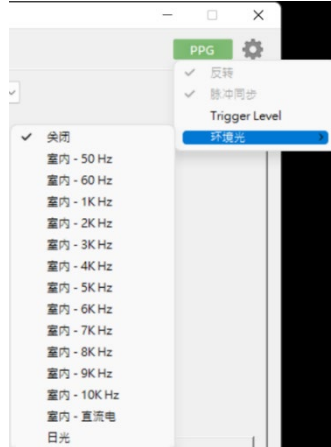 PPG
反转
脉冲同步
Trigger Level
环境光
关闭
室内 - 50 Hz
室内 - 60 Hz
室内 - 1K Hz
室内 - 2K Hz
室内 - 3K Hz
室内 - 4K Hz
室内 - 5K Hz
室内 - 6K Hz
室内 - 7K Hz
室内 - 8K Hz
室内 - 9K Hz
室内 - 10K Hz
室内 - 直流电
日光